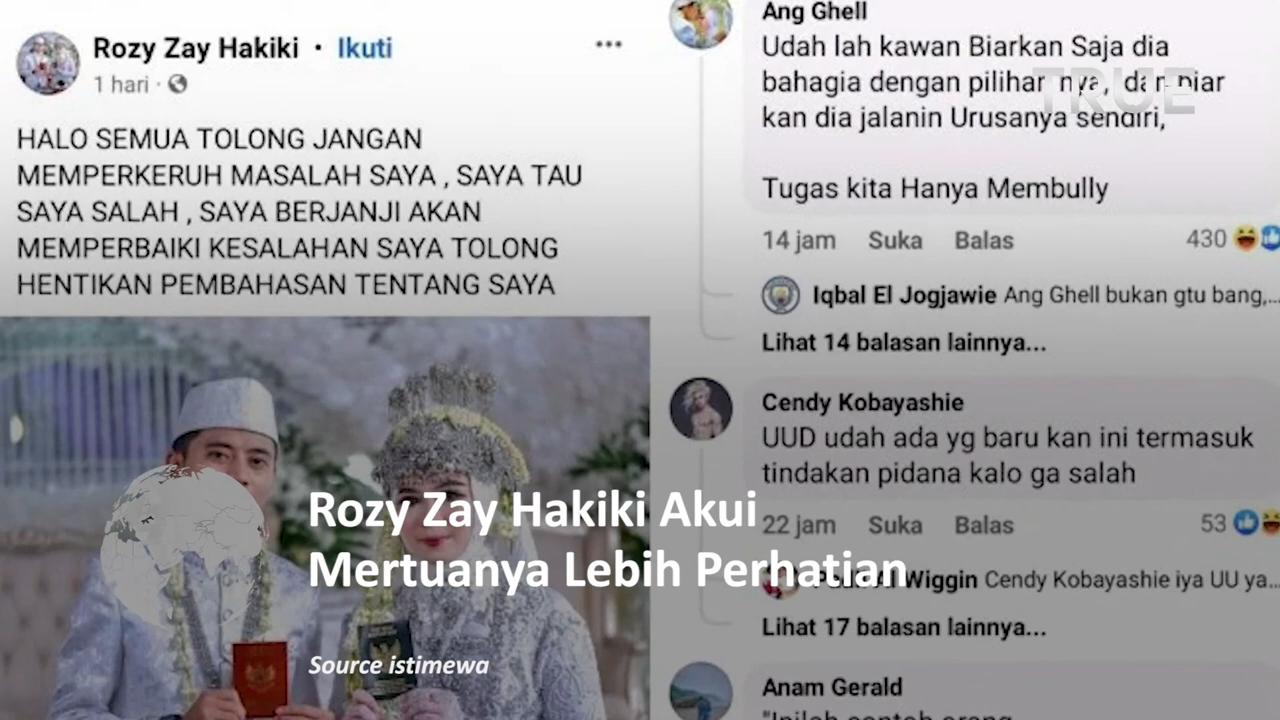 Rozy Zay Hakiki • Ikuti
1 hari ·
HALO SEMUA TOLONG JANGAN
MEMPERKERUH MASALAH SAYA , SAYA TAU
SAYA SALAH , SAYA BERJANJI AKAN
MEMPERBAIKI KESALAHAN SAYA TOLONG
HENTIKAN PEMBAHASAN TENTANG SAYA
Ang Ghell
Udah lah kawan Biarkan Saja dia
bahagia dengan pilihan nya, dan biar
kan dia jalanin Urusanya sendiri,
Tugas kita Hanya Membully
14 jam Suka Balas 430
Iqbal El Jogjawie Ang Ghell bukan gtu bang,...
Lihat 14 balasan lainnya...
Cendy Kobayashie
UUD udah ada yg baru kan ini termasuk
tindakan pidana kalo ga salah
22 jam Suka Balas 53
Wiggin Cendy Kobayashie iya UU ya...
Lihat 17 balasan lainnya...
Anam Gerald
TRUE
Rozy Zay Hakiki Akui
Mertuanya Lebih Perhatian
Source istimewa